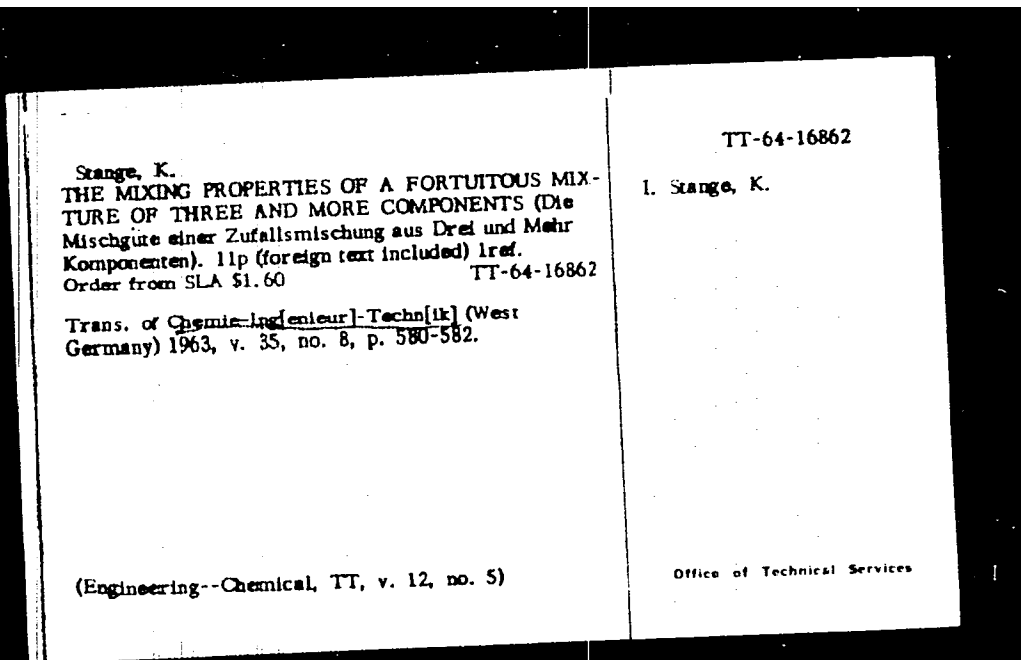 Stange, K.
THE MIXING PROPERTIES OF A FORTUITOUS MIX-
TURE OF THREE AND MORE COMPONENTS (Die
Mischgüte einer Zufallsmischung aus Drei und Mehr
Komponenten). 11p (foreign text included) 1ref.
Order from SLA $1.60 TT-64-16862
Trans. of Chemie-Ing[enieur]-Techn[ik] (West
Germany) 1963, v. 35, no. 8, p. 580-582.
(Engineering--Chemical, TT, v. 12, no. 5)
TT-64-16862
1. Stange, K.
Office of Technical Services